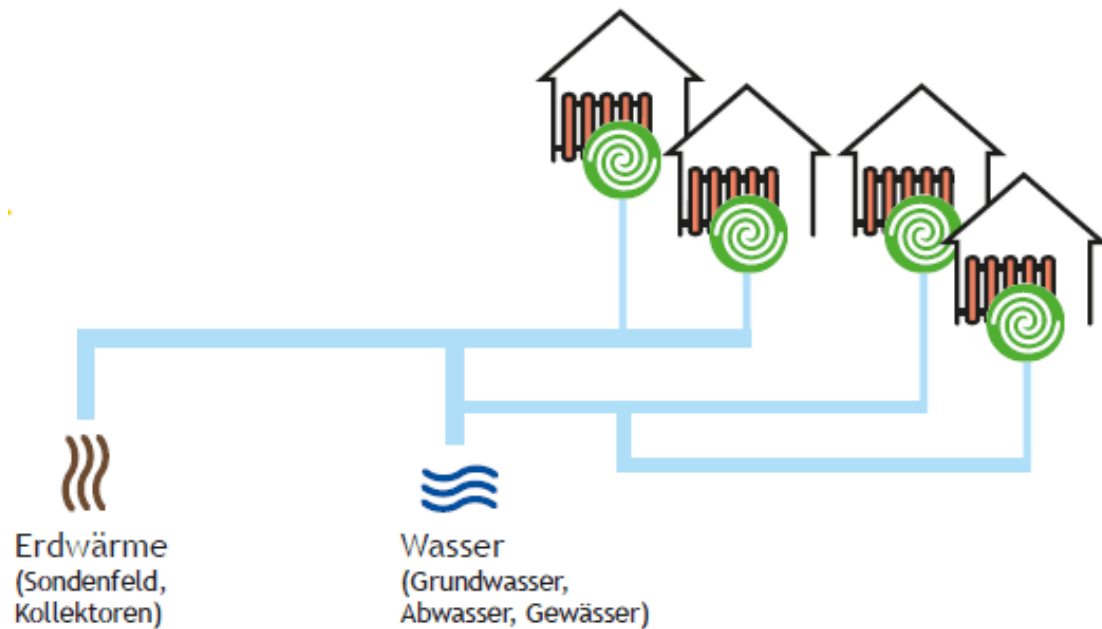 Erdwärme
(Sondenfeld,
Kollektoren)
Wasser
(Grundwasser,
Abwasser, Gewässer)